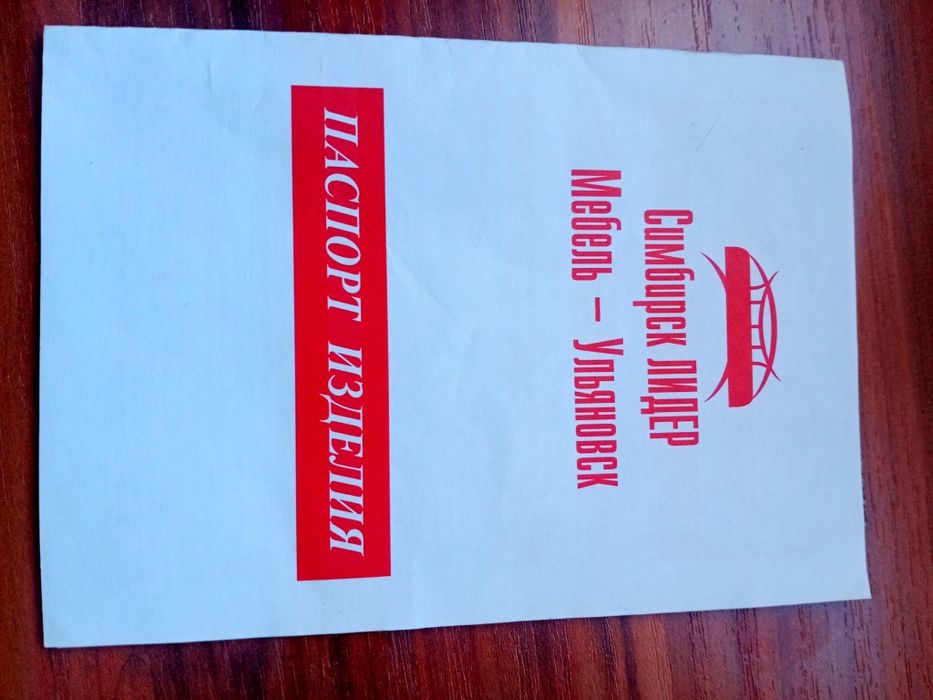 Симбирск ЛИДЕР
Мебель – Ульяновск
ПАСПОРТ ИЗДЕЛИЯ